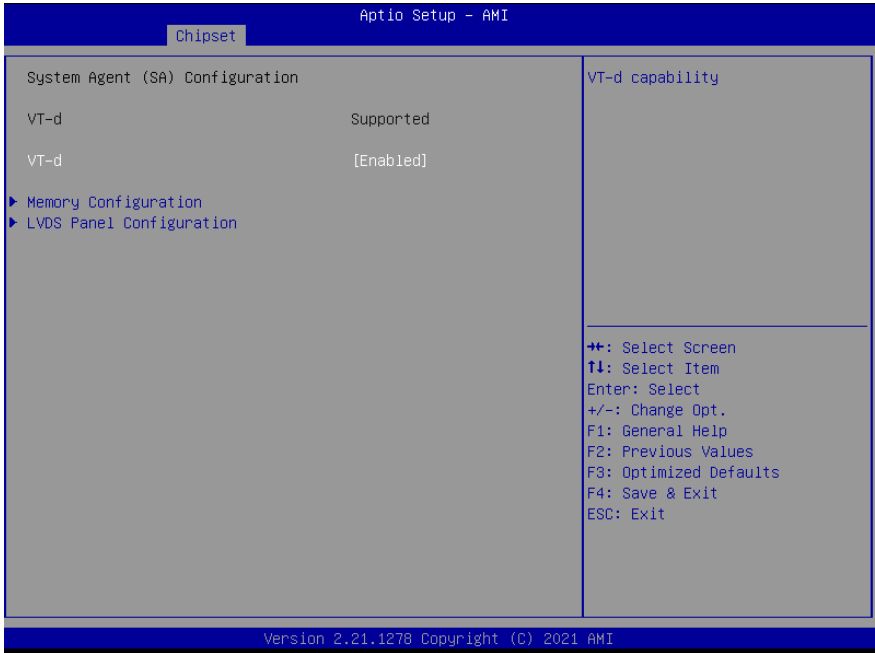 Aptio Setup – AMI
Chipset
System Agent (SA) Configuration
VT-d Supported
VT-d [Enabled]
▶ Memory Configuration
▶ LVDS Panel Configuration
VT-d capability
→←: Select Screen
↑↓: Select Item
Enter: Select
+/-: Change Opt.
F1: General Help
F2: Previous Values
F3: Optimized Defaults
F4: Save & Exit
ESC: Exit
Version 2.21.1278 Copyright (C) 2021 AMI